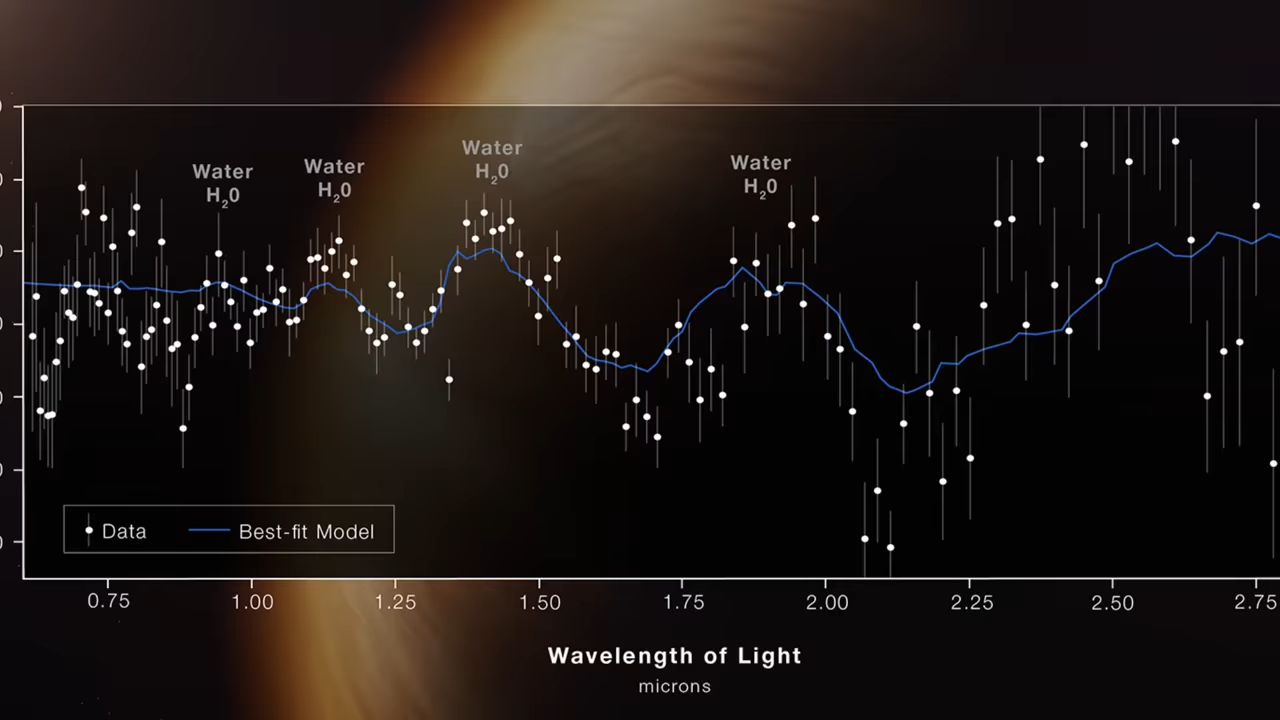 Water
H₂0
Water
H₂0
Water
H₂0
Water
H₂0
Data
Best-fit Model
0.75
1.00
1.25
1.50
1.75
2.00
2.25
2.50
2.75
Wavelength of Light
microns